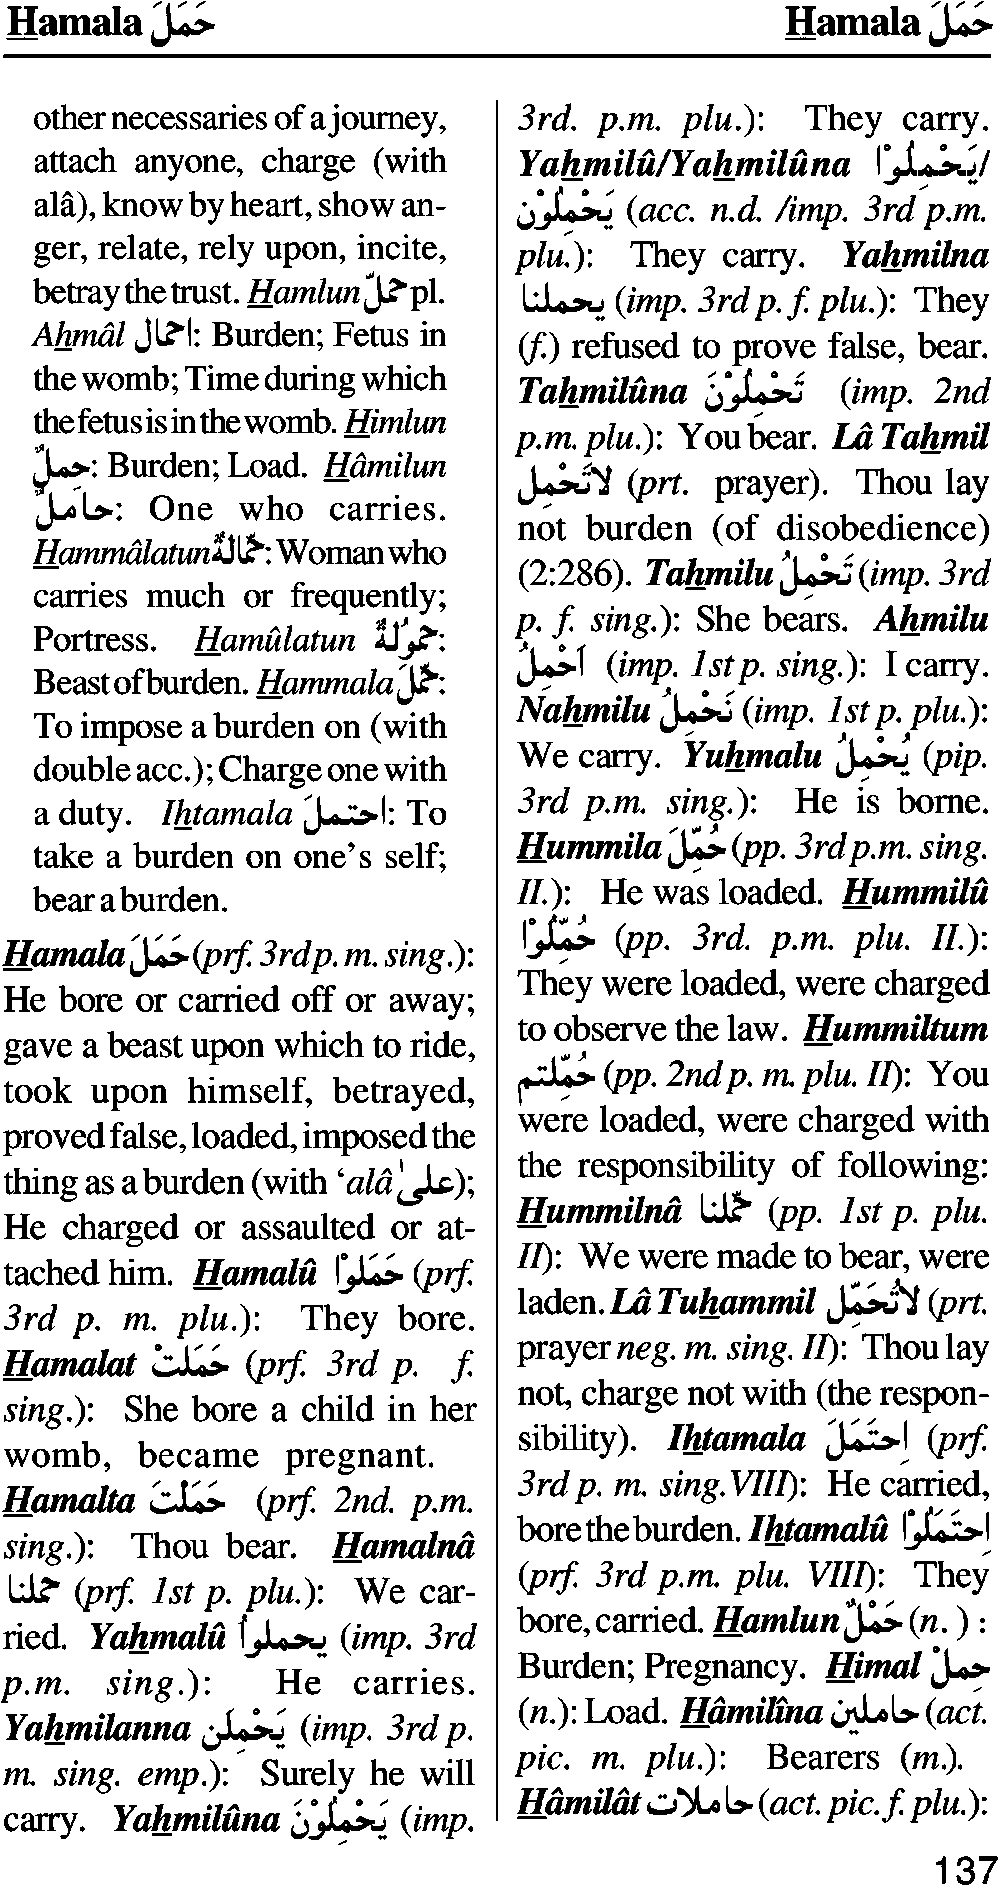 Hamala حَمَلَ
Hamala حَمَلَ
other necessaries of a journey,
attach anyone, charge (with
alâ), know by heart, show an-
ger, relate, rely upon, incite,
betray the trust. Hamlun حملٌ pl.
Ahmâl احمال: Burden; Fetus in
the womb; Time during which
the fetus is in the womb. Himlun
حِملٌ: Burden; Load. Hâmilun
حاملٌ: One who carries.
Hammâlatun حمّالةٌ: Woman who
carries much or frequently;
Portress. Hamûlatun حمُولةٌ:
Beast of burden. Hammala حمّلَ:
To impose a burden on (with
double acc.); Charge one with
a duty. Ihtamala احتملَ: To
take a burden on one's self;
bear a burden.
Hamala حَمَلَ (prf. 3rd p. m. sing.):
He bore or carried off or away;
gave a beast upon which to ride,
took upon himself, betrayed,
proved false, loaded, imposed the
thing as a burden (with ‘alâ علىٰ);
He charged or assaulted or at-
tached him. Hamalû حَمَلوْا (prf.
3rd p. m. plu.): They bore.
Hamalat حَمَلَتْ (prf. 3rd p. f.
sing.): She bore a child in her
womb, became pregnant.
Hamalta حَمَلْتَ (prf. 2nd. p.m.
sing.): Thou bear. Hamalnâ
حملنا (prf. 1st p. plu.): We car-
ried. Yahmalû يحملواُ (imp. 3rd
p.m. sing.): He carries.
Yahmilanna يَحْمِلَن (imp. 3rd p.
m. sing. emp.): Surely he will
carry. Yahmilûna يَحْمِلُوْنَ (imp.
3rd. p.m. plu.): They carry.
Yahmilû/Yahmilûna يَحْمِلُوْا/
يَحْمِلُوْن (acc. n.d. /imp. 3rd p.m.
plu.): They carry. Yahmilna
يحملنا (imp. 3rd p. f. plu.): They
(f.) refused to prove false, bear.
Tahmilûna تَحْمِلُوْنَ (imp. 2nd
p.m. plu.): You bear. Lâ Tahmil
لاتَحْمِل (prt. prayer). Thou lay
not burden (of disobedience)
(2:286). Tahmilu تَحْمِلُ (imp. 3rd
p. f. sing.): She bears. Ahmilu
اَحْمِلُ (imp. 1st p. sing.): I carry.
Nahmilu نَحْمِلُ (imp. 1st p. plu.):
We carry. Yuhmalu يُحْمِلُ (pip.
3rd p.m. sing.): He is borne.
Hummila حُمِّلَ (pp. 3rd p.m. sing.
II.): He was loaded. Hummilû
حُمِّلُوْا (pp. 3rd. p.m. plu. II.):
They were loaded, were charged
to observe the law. Hummiltum
حُمِّلتم (pp. 2nd p. m. plu. II): You
were loaded, were charged with
the responsibility of following:
Hummilnâ حمّلنا (pp. 1st p. plu.
II): We were made to bear, were
laden. Lâ Tuhammil لاتُحَمِّل (prt.
prayer neg. m. sing. II): Thou lay
not, charge not with (the respon-
sibility). Ihtamala اِحتَمَلَ (prf.
3rd p. m. sing. VIII): He carried,
bore the burden. Ihtamalû اِحتَمَلُوْا
(prf. 3rd p.m. plu. VIII): They
bore, carried. Hamlun حَمْلٌ (n. ) :
Burden; Pregnancy. Himal حِملْ
(n.): Load. Hâmilîna حاملين (act.
pic. m. plu.): Bearers (m.).
Hâmilât حاملات (act. pic. f. plu.):
137